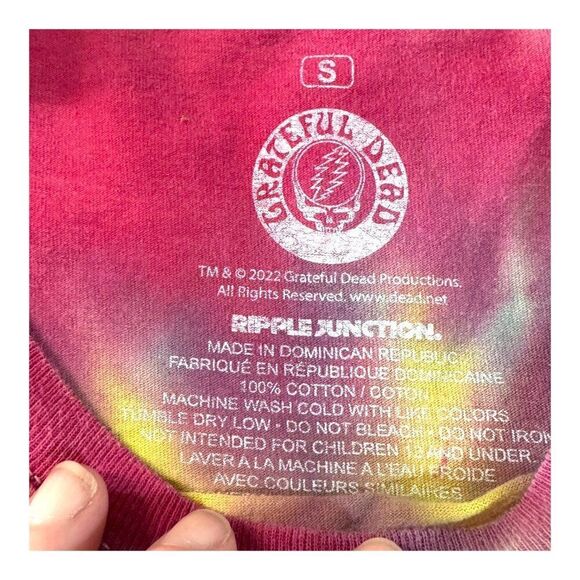 S
GRATEFUL DEAD
TM & © 2022 Grateful Dead Productions.
All Rights Reserved. www.dead.net
RIPPLE JUNCTION.
MADE IN DOMINICAN REPUBLIC
FABRIQUÉ EN RÉPUBLIQUE DOMINICAINE
100% COTTON / COTON
MACHINE WASH COLD WITH LIKE COLORS
TUMBLE DRY LOW • DO NOT BLEACH • DO NOT IRON
NOT INTENDED FOR CHILDREN 12 AND UNDER
LAVER A LA MACHINE A L'EAU FROIDE
AVEC COULEURS SIMILAIRES